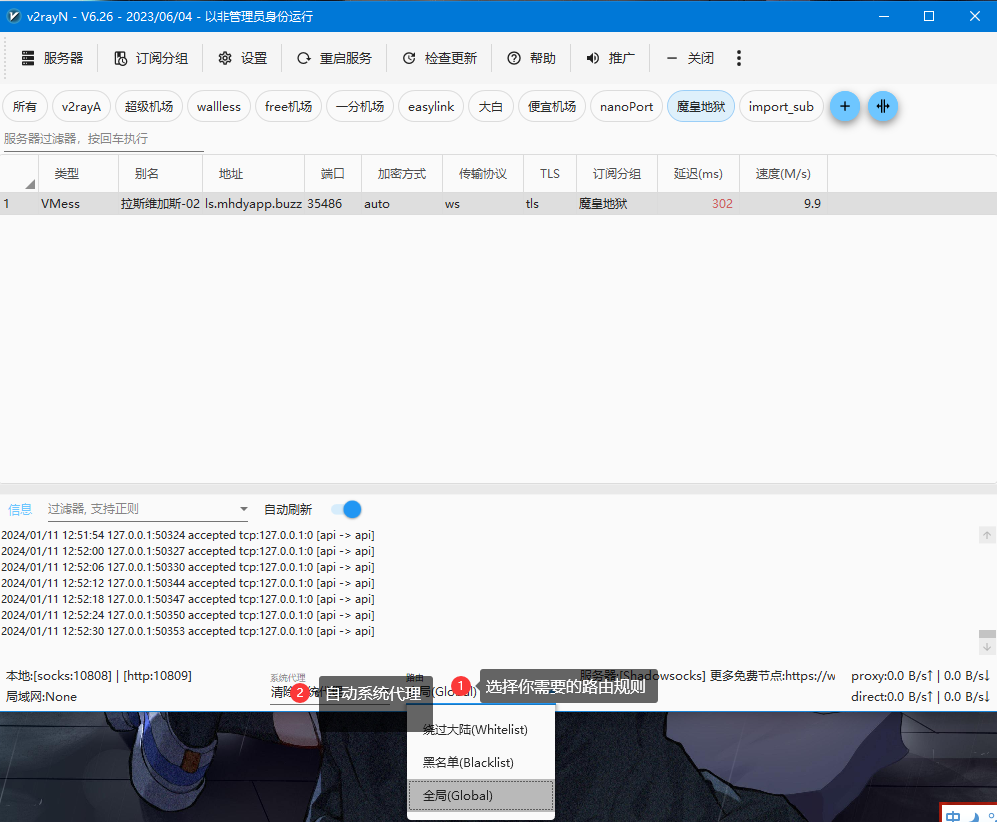 v2rayN - V6.26 - 2023/06/04 - 以非管理员身份运行
服务器 订阅分组 设置 重启服务 检查更新 帮助 推广 关闭
所有 v2rayA 超级机场 wallless free机场 一分机场 easylink 大白 便宜机场 nanoPort 魔皇地狱 import_sub
服务器过滤器，按回车执行
类型 别名 地址 端口 加密方式 传输协议 TLS 订阅分组 延迟(ms) 速度(M/s)
1 VMess 拉斯维加斯-02 ls.mhdyapp.buzz 35486 auto ws tls 魔皇地狱 302 9.9
信息 过滤器, 支持正则 自动刷新
2024/01/11 12:51:54 127.0.0.1:50324 accepted tcp:127.0.0.1:0 [api -> api]
2024/01/11 12:52:00 127.0.0.1:50327 accepted tcp:127.0.0.1:0 [api -> api]
2024/01/11 12:52:06 127.0.0.1:50330 accepted tcp:127.0.0.1:0 [api -> api]
2024/01/11 12:52:12 127.0.0.1:50344 accepted tcp:127.0.0.1:0 [api -> api]
2024/01/11 12:52:18 127.0.0.1:50347 accepted tcp:127.0.0.1:0 [api -> api]
2024/01/11 12:52:24 127.0.0.1:50350 accepted tcp:127.0.0.1:0 [api -> api]
2024/01/11 12:52:30 127.0.0.1:50353 accepted tcp:127.0.0.1:0 [api -> api]
本地:[socks:10808] | [http:10809]
局域网:None
系统代理
清除
2 自动系统代理
路由
(Global)
1 选择你需要的路由规则
服务器:[Shadowsocks] 更多免费节点:https://w
proxy:0.0 B/s↑ | 0.0 B/s↓
direct:0.0 B/s↑ | 0.0 B/s↓
绕过大陆(Whitelist)
黑名单(Blacklist)
全局(Global)
中